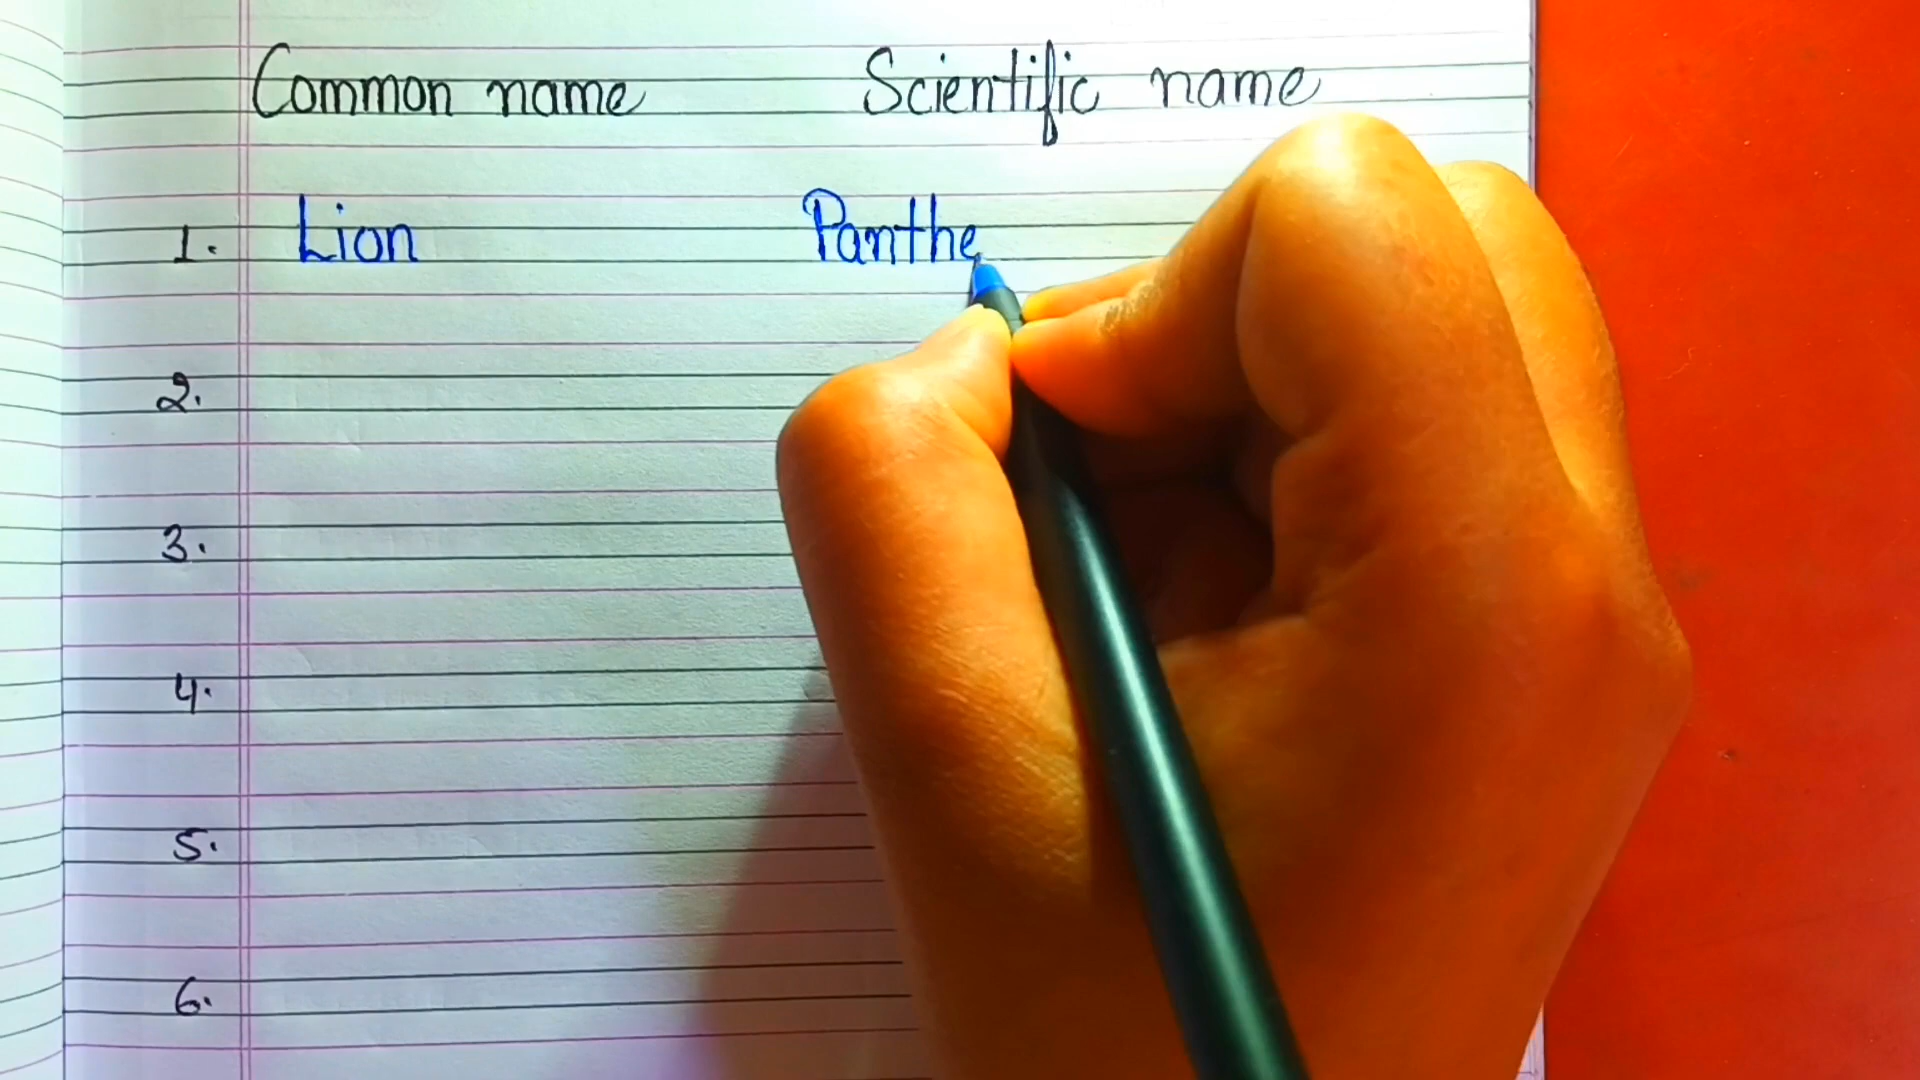 Common name Scientific name
1. Lion Panthe
2.
3.
4.
5.
6.